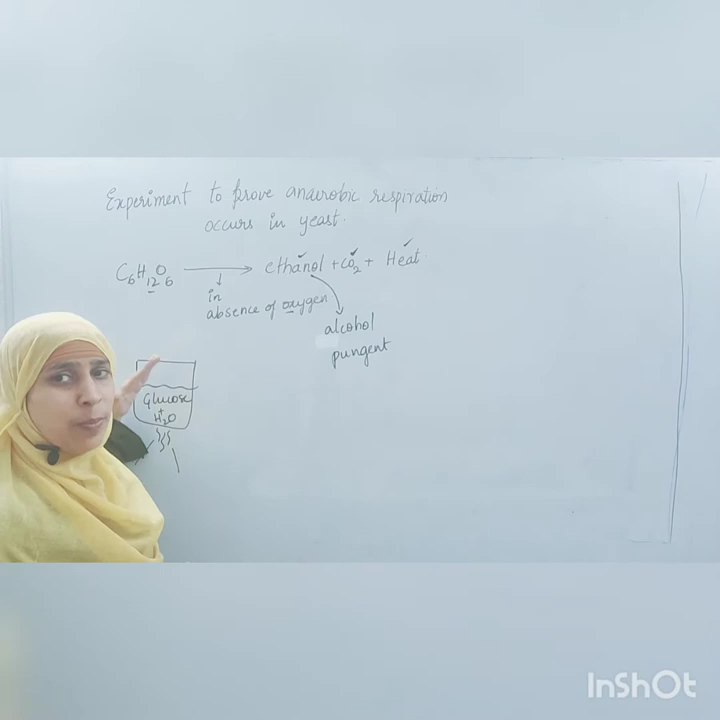 Experiment to prove anaerobic respiration
occurs in yeast.
C6H12O6 → ethanol + CO2 + Heat
in
absence of oxygen
alcohol
pungent
Glucose
+
H2O
InShOt